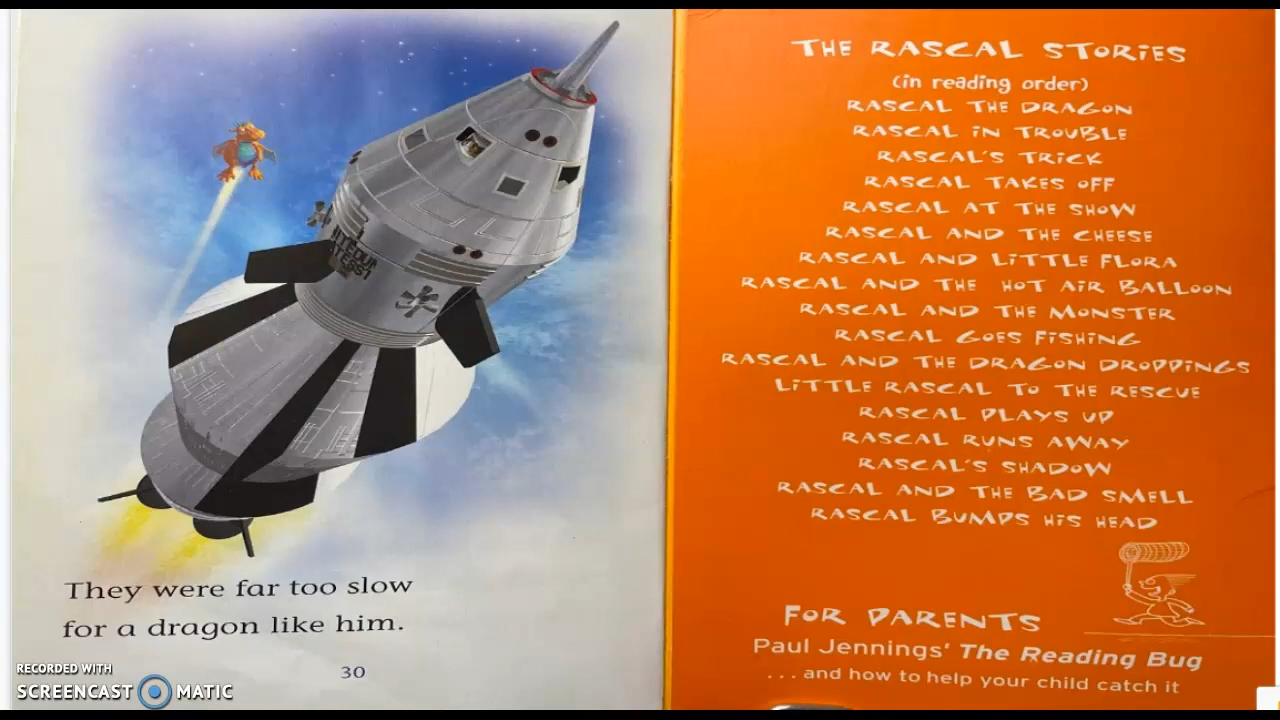 They were far too slow
for a dragon like him.
30
RECORDED WITH
SCREENCAST MATIC
THE RASCAL STORIES
(in reading order)
RASCAL THE DRAGON
RASCAL IN TROUBLE
RASCAL'S TRICK
RASCAL TAKES OFF
RASCAL AT THE SHOW
RASCAL AND THE CHEESE
RASCAL AND LITTLE FLORA
RASCAL AND THE HOT AIR BALLOON
RASCAL AND THE MONSTER
RASCAL GOES FISHING
RASCAL AND THE DRAGON DROPPINGS
LITTLE RASCAL TO THE RESCUE
RASCAL PLAYS UP
RASCAL RUNS AWAY
RASCAL'S SHADOW
RASCAL AND THE BAD SMELL
RASCAL BUMPS HIS HEAD
FOR PARENTS
Paul Jennings' The Reading Bug
...and how to help your child catch it